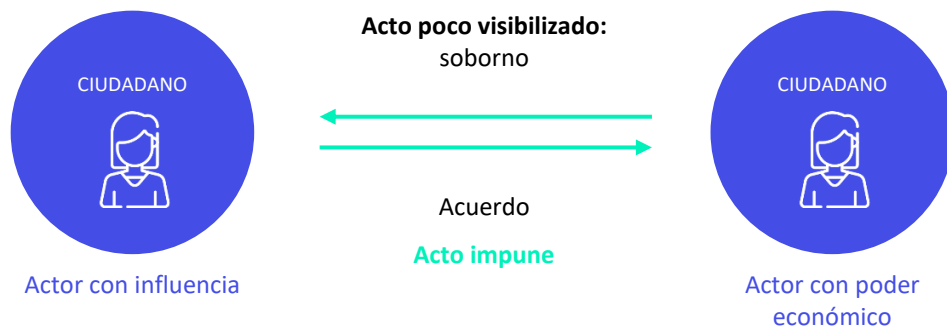 Acto poco visibilizado:
soborno
CIUDADANO
CIUDADANO
Acuerdo
Acto impune
Actor con influencia
Actor con poder
económico